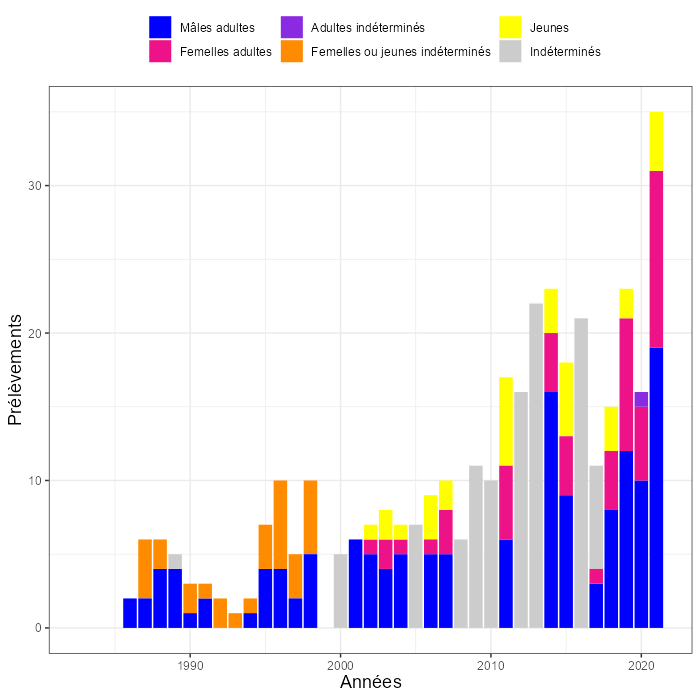 Mâles adultes
Adultes indéterminés
Jeunes
Femelles adultes
Femelles ou jeunes indéterminés
Indéterminés
Prélèvements
30
20
10
0
1990
2000
2010
2020
Années